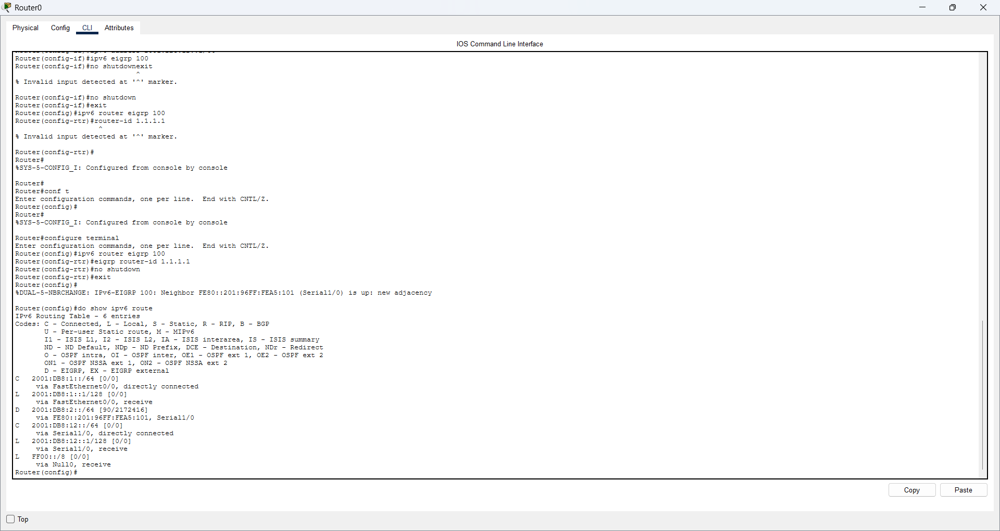 Router0
Physical Config CLI Attributes
IOS Command Line Interface
Router(config-if)#ipv6 eigrp 100
Router(config-if)#no shutdownexit
^
% Invalid input detected at '^' marker.
Router(config-if)#no shutdown
Router(config-if)#exit
Router(config)#ipv6 router eigrp 100
Router(config-rtr)#router-id 1.1.1.1
^
% Invalid input detected at '^' marker.
Router(config-rtr)#
Router#
%SYS-5-CONFIG_I: Configured from console by console
Router#
Router#conf t
Enter configuration commands, one per line.  End with CNTL/Z.
Router(config)#
Router#
%SYS-5-CONFIG_I: Configured from console by console
Router#configure terminal
Enter configuration commands, one per line.  End with CNTL/Z.
Router(config)#ipv6 router eigrp 100
Router(config-rtr)#eigrp router-id 1.1.1.1
Router(config-rtr)#no shutdown
Router(config-rtr)#exit
Router(config)#
%DUAL-5-NBRCHANGE: IPv6-EIGRP 100: Neighbor FE80::201:96FF:FEA5:101 (Serial1/0) is up: new adjacency
Router(config)#do show ipv6 route
IPv6 Routing Table - 6 entries
Codes: C - Connected, L - Local, S - Static, R - RIP, B - BGP
U - Per-user Static route, M - MIPv6
I1 - ISIS L1, I2 - ISIS L2, IA - ISIS interarea, IS - ISIS summary
ND - ND Default, NDp - ND Prefix, DCE - Destination, NDr - Redirect
O - OSPF intra, OI - OSPF inter, OE1 - OSPF ext 1, OE2 - OSPF ext 2
ON1 - OSPF NSSA ext 1, ON2 - OSPF NSSA ext 2
D - EIGRP, EX - EIGRP external
C   2001:DB8:1::/64 [0/0]
via FastEthernet0/0, directly connected
L   2001:DB8:1::1/128 [0/0]
via FastEthernet0/0, receive
D   2001:DB8:2::/64 [90/2172416]
via FE80::201:96FF:FEA5:101, Serial1/0
C   2001:DB8:12::/64 [0/0]
via Serial1/0, directly connected
L   2001:DB8:12::1/128 [0/0]
via Serial1/0, receive
L   FF00::/8 [0/0]
via Null0, receive
Router(config)#
Copy Paste
Top